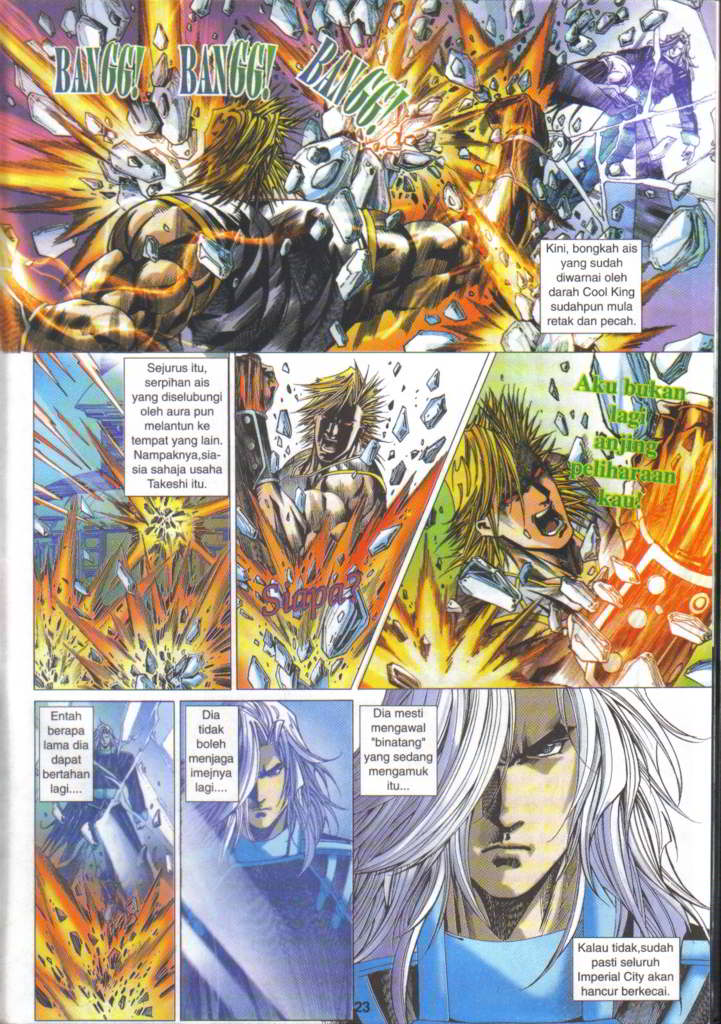 BANGG! BANGG! BANGG!
Kini, bongkah ais
yang sudah
diwarnai oleh
darah Cool King
sudahpun mula
retak dan pecah.
Sejurus itu,
serpihan ais
yang diselubungi
oleh aura pun
melantun ke
tempat yang lain.
Nampaknya,sia-
sia sahaja usaha
Takeshi itu.
Siapa?
Aku bukan
lagi
anjing
peliharaan
kau!
Entah
berapa
lama dia
dapat
bertahan
lagi....
Dia
tidak
boleh
menjaga
imejnya
lagi....
Dia mesti
mengawal
"binatang"
yang sedang
mengamuk
itu...
Kalau tidak,sudah
pasti seluruh
Imperial City akan
hancur berkecai.
23